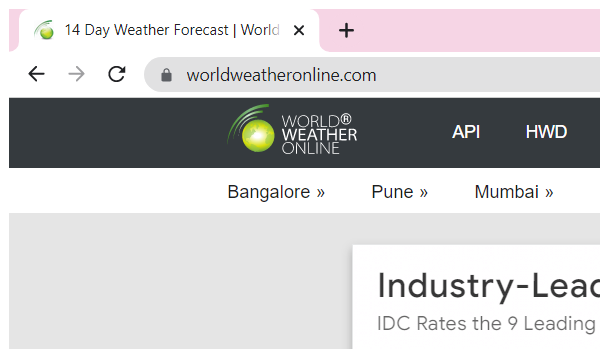 14 Day Weather Forecast | World
worldweatheronline.com
WORLD®
WEATHER
ONLINE
API HWD
Bangalore » Pune » Mumbai »
Industry-Lead
IDC Rates the 9 Leading